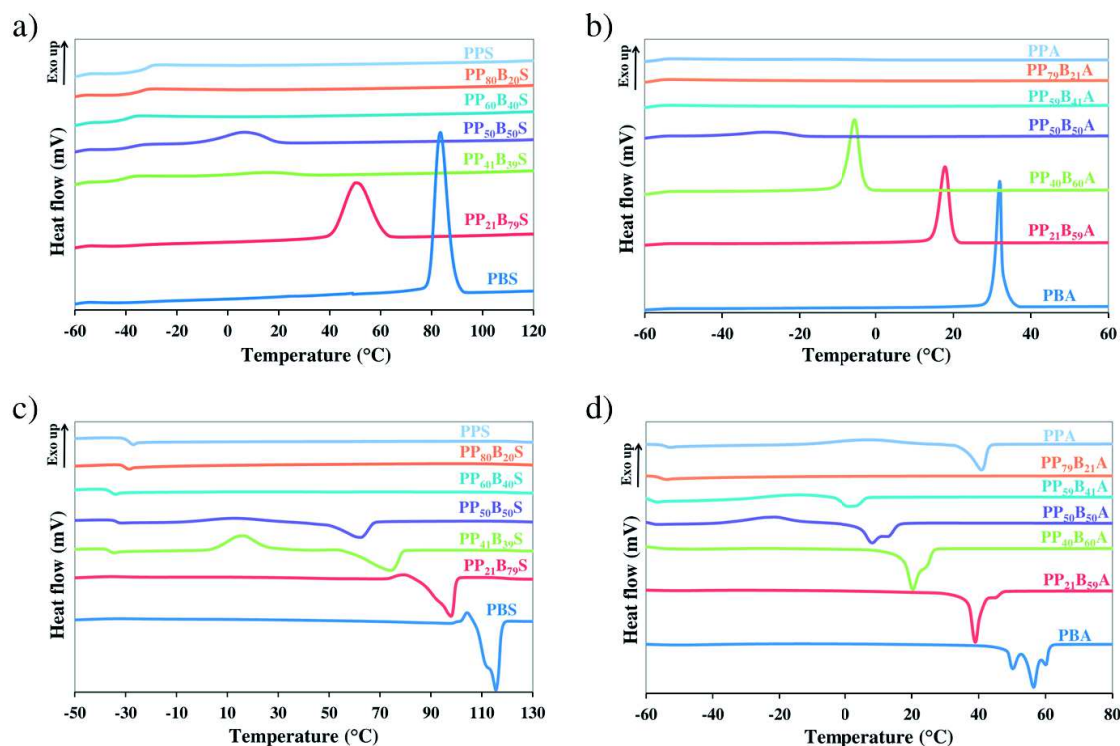 a)
Exo up
Heat flow (mV)
PPS
PP₈₀B₂₀S
PP₆₀B₄₀S
PP₅₀B₅₀S
PP₄₁B₃₉S
PP₂₁B₇₉S
PBS
-60 -40 -20 0 20 40 60 80 100 120
Temperature (°C)
b)
Exo up
Heat flow (mV)
PPA
PP₇₉B₂₁A
PP₅₉B₄₁A
PP₅₀B₅₀A
PP₄₀B₆₀A
PP₂₁B₅₉A
PBA
-60 -40 -20 0 20 40 60
Temperature (°C)
c)
Exo up
Heat flow (mV)
PPS
PP₈₀B₂₀S
PP₆₀B₄₀S
PP₅₀B₅₀S
PP₄₁B₃₉S
PP₂₁B₇₉S
PBS
-50 -30 -10 10 30 50 70 90 110 130
Temperature (°C)
d)
Exo up
Heat flow (mV)
PPA
PP₇₉B₂₁A
PP₅₉B₄₁A
PP₅₀B₅₀A
PP₄₀B₆₀A
PP₂₁B₅₉A
PBA
-60 -40 -20 0 20 40 60 80
Temperature (°C)